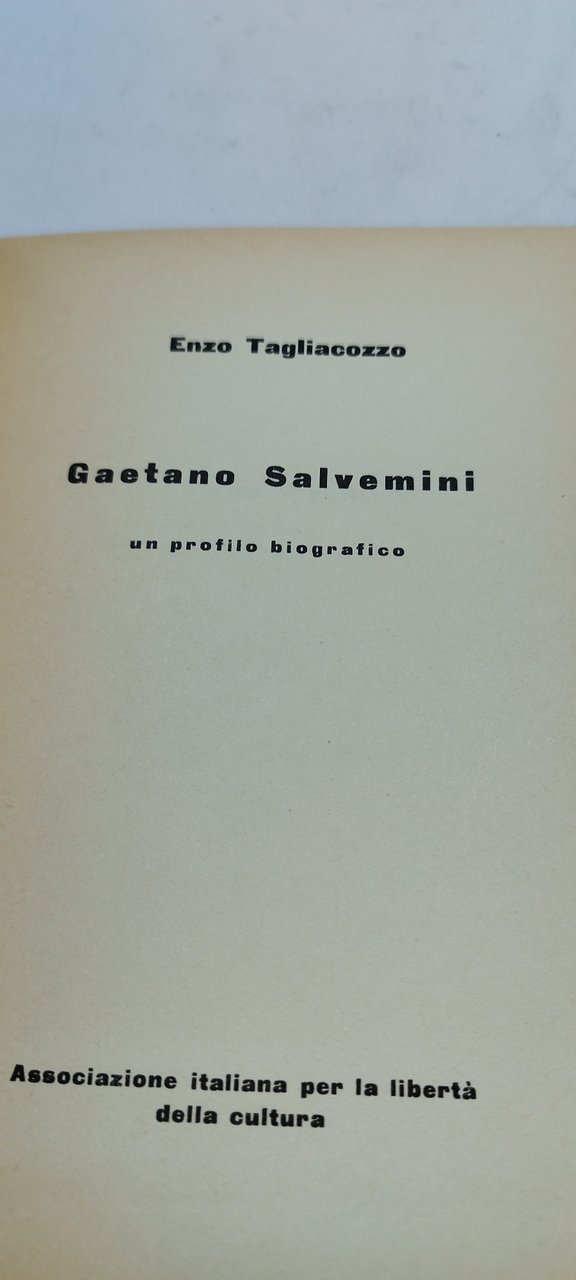 Enzo Tagliacozzo
Gaetano Salvemini
un profilo biografico
Associazione italiana per la libertà
della cultura